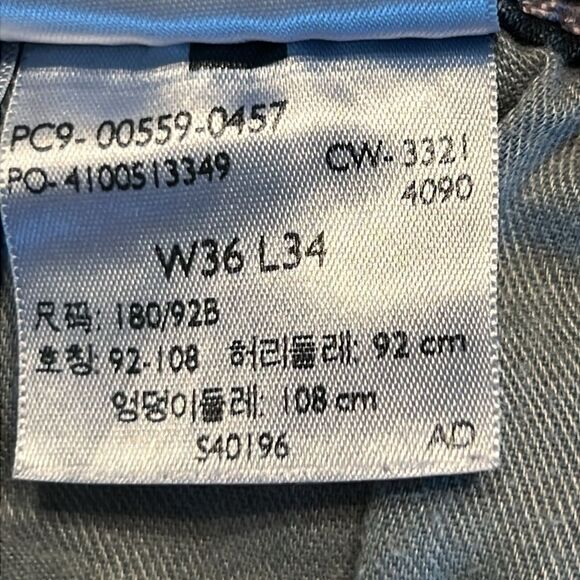 PC9- 00559-0457
PO- 4100513349
CW- 3321
4090
W36 L34
尺码: 180/92B
호칭: 92-108 허리둘레: 92 cm
엉덩이둘레: 108 cm
S40196
AD